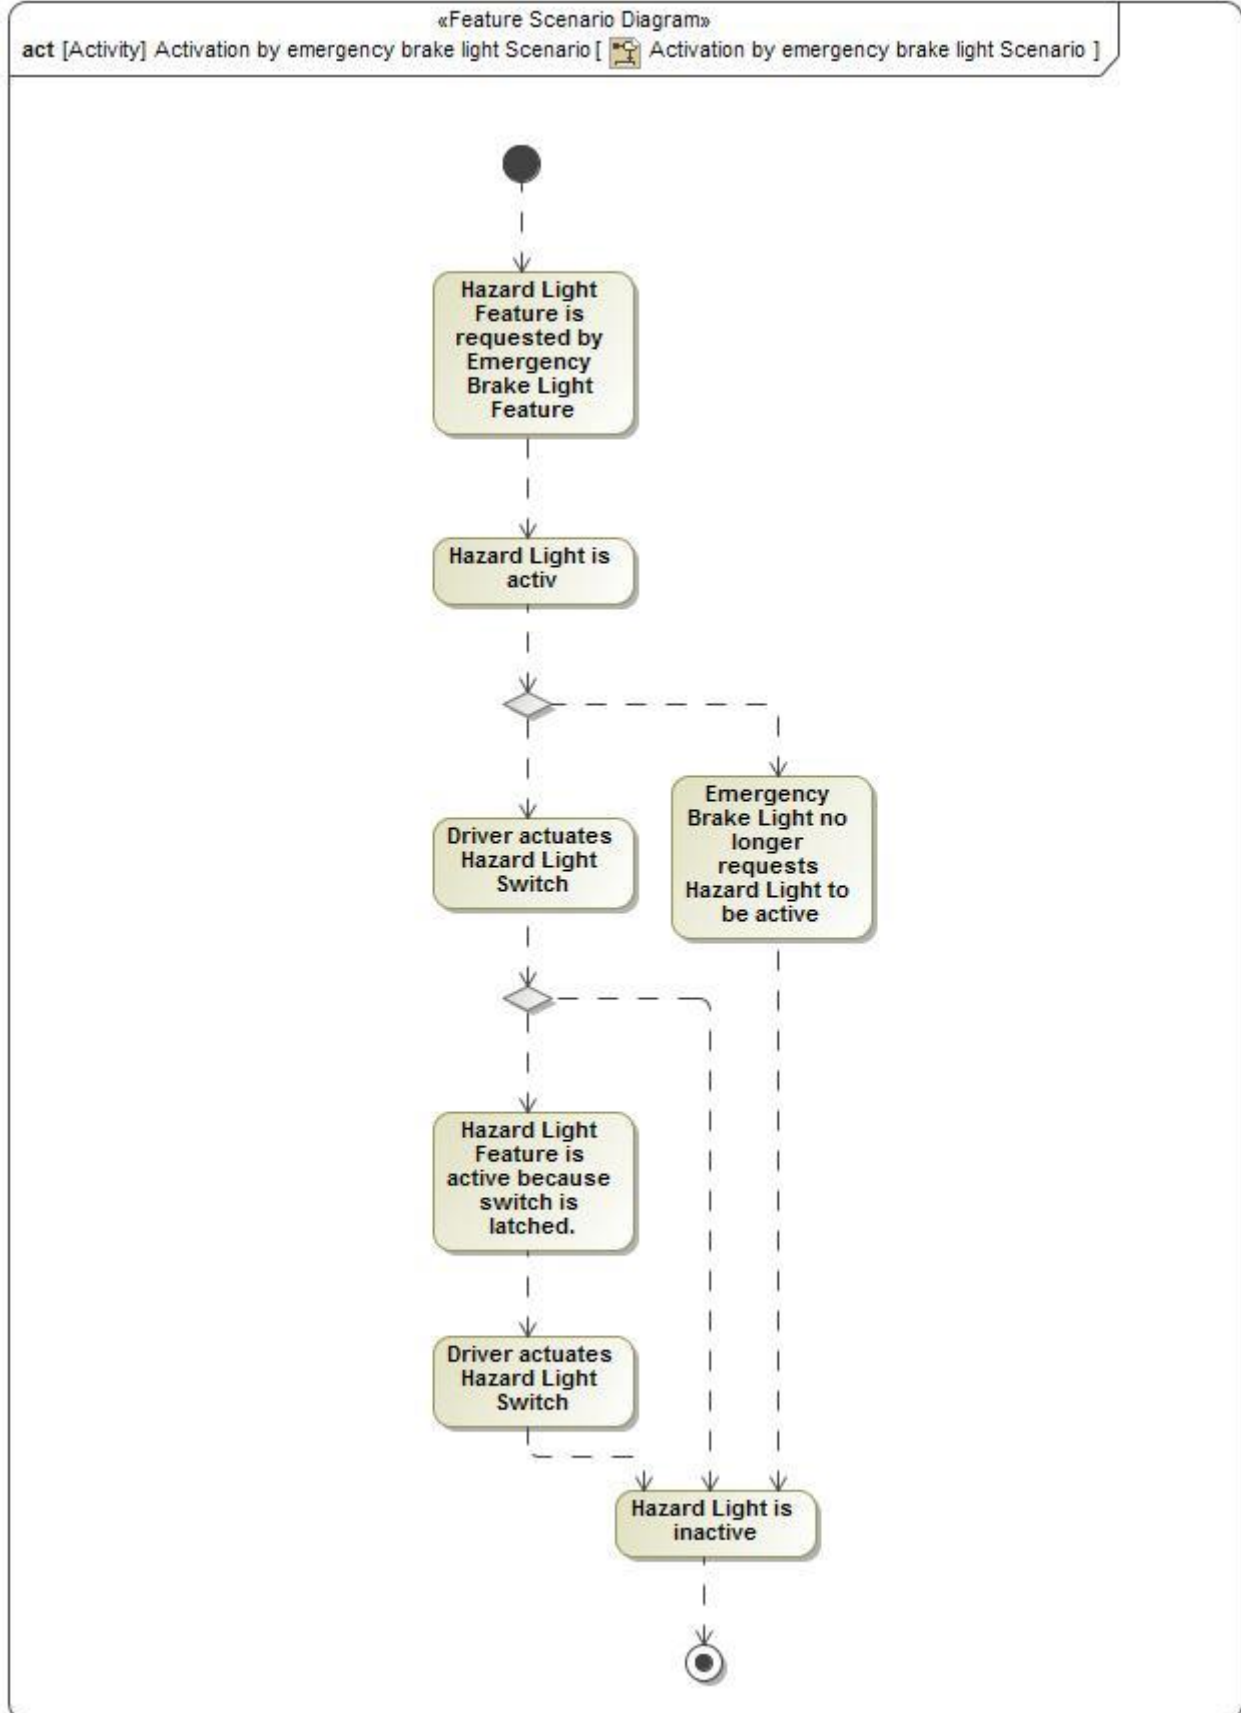 «Feature Scenario Diagram»
act [Activity] Activation by emergency brake light Scenario [ Activation by emergency brake light Scenario ]
Hazard Light
Feature is
requested by
Emergency
Brake Light
Feature
Hazard Light is
activ
Emergency
Brake Light no
longer
requests
Hazard Light to
be active
Driver actuates
Hazard Light
Switch
Hazard Light
Feature is
active because
switch is
latched.
Driver actuates
Hazard Light
Switch
Hazard Light is
inactive